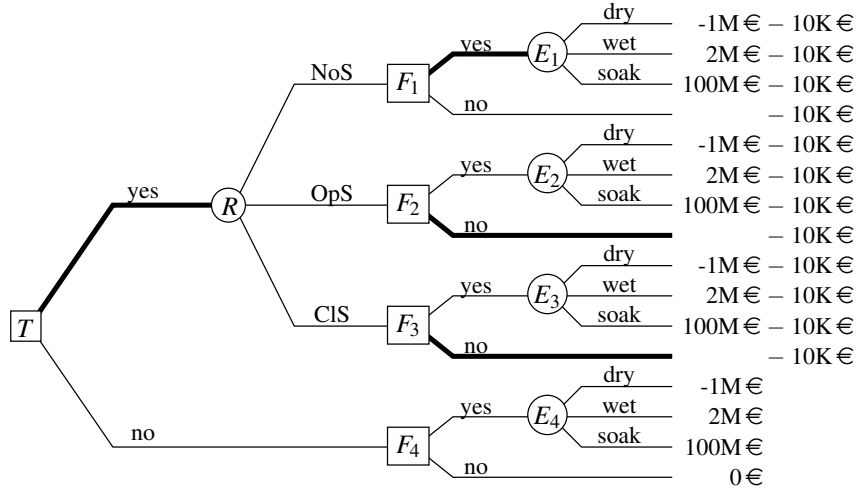 dry -1M€ − 10K€
yes E1 wet 2M€ − 10K€
NoS F1 soak 100M€ − 10K€
no − 10K€
dry -1M€ − 10K€
yes E2 wet 2M€ − 10K€
yes R OpS F2 soak 100M€ − 10K€
no − 10K€
dry -1M€ − 10K€
yes E3 wet 2M€ − 10K€
T ClS F3 soak 100M€ − 10K€
no − 10K€
dry -1M€
yes E4 wet 2M€
no F4 soak 100M€
no 0€